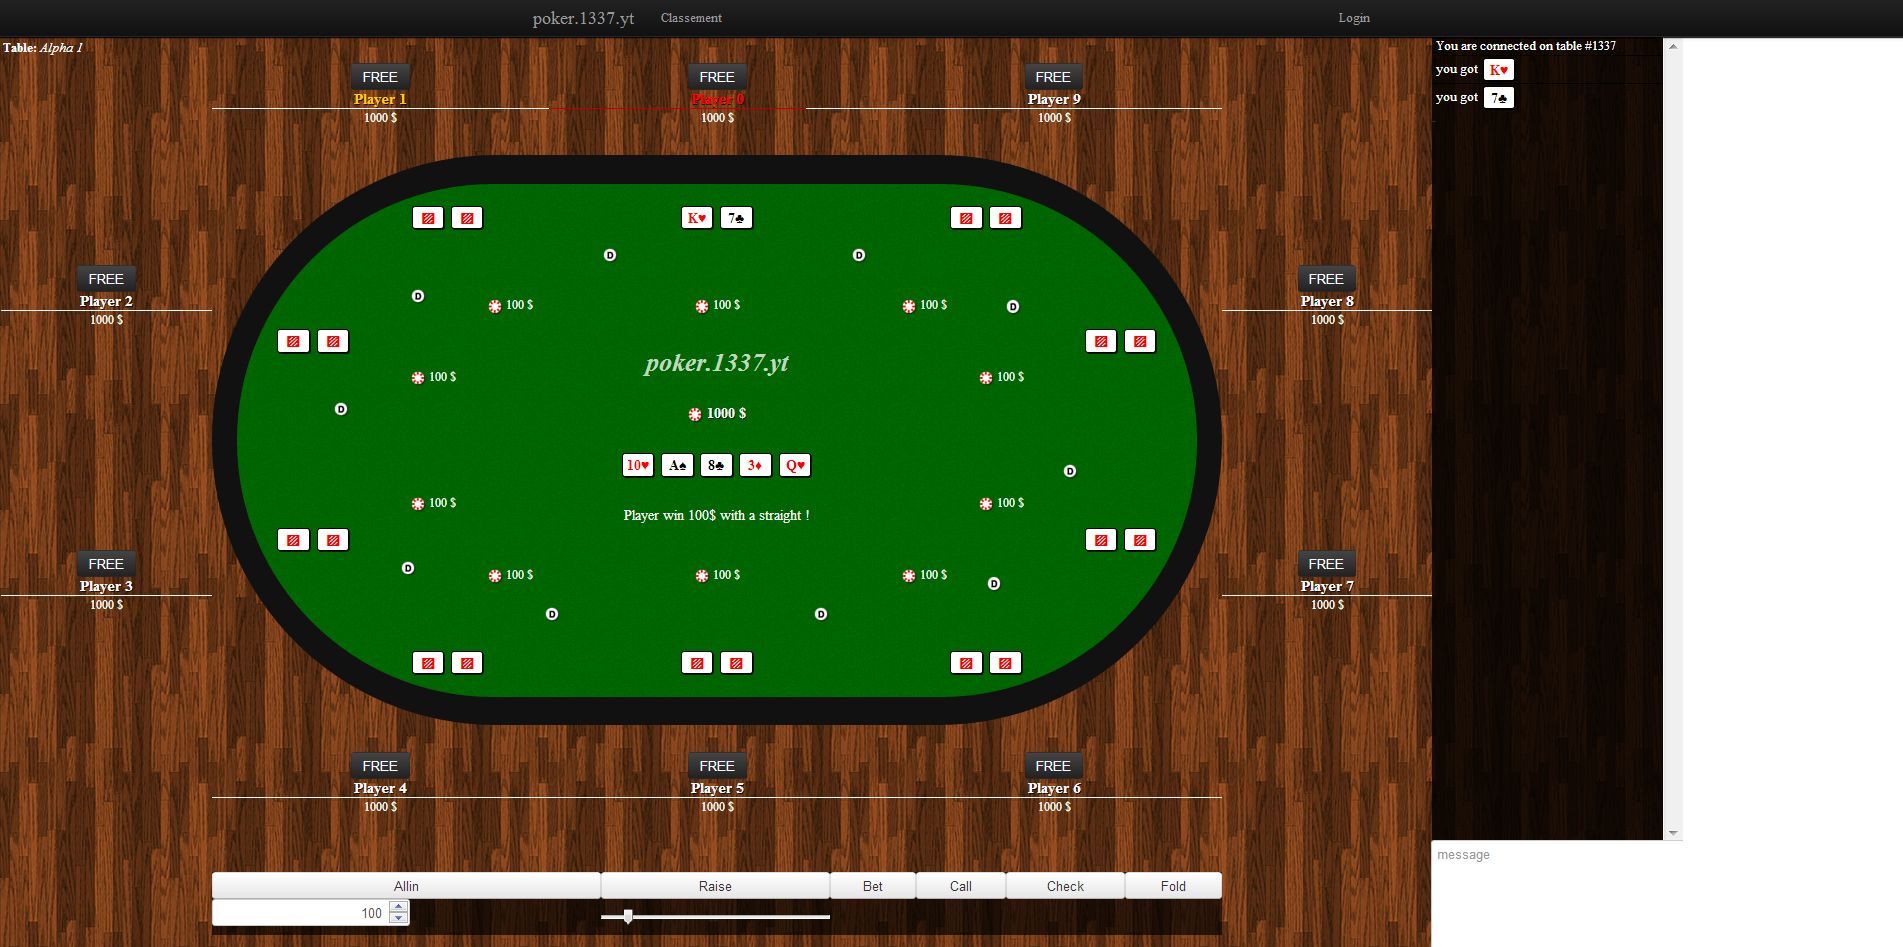 poker.1337.yt Classement Login
Table: Alpha 1
You are connected on table #1337
you got K♥
you got 7♣
FREE FREE FREE
Player 1 Player 0 Player 9
1000 $ 1000 $ 1000 $
K♥ 7♣
D D
FREE D FREE
Player 2 100 $ 100 $ 100 $ D Player 8
1000 $ 1000 $
poker.1337.yt
100 $ 100 $
D
1000 $
10♥ A♠ 8♣ 3♦ Q♥
D
100 $ 100 $
Player win 100$ with a straight !
FREE D FREE
100 $ 100 $ 100 $
Player 3 D Player 7
1000 $ 1000 $
D D
FREE FREE FREE
Player 4 Player 5 Player 6
1000 $ 1000 $ 1000 $
message
Allin Raise Bet Call Check Fold
100